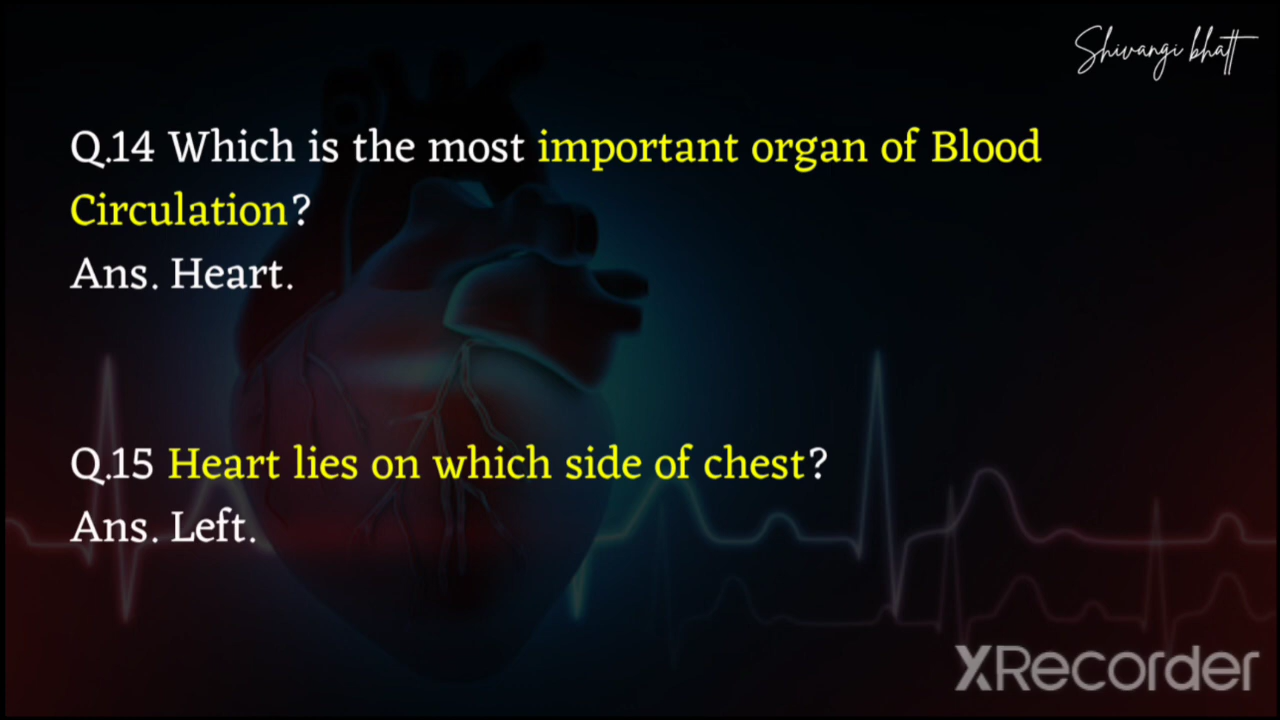 Shivangi bhatt
Q.14 Which is the most important organ of Blood
Circulation?
Ans. Heart.
Q.15 Heart lies on which side of chest?
Ans. Left.
XRecorder